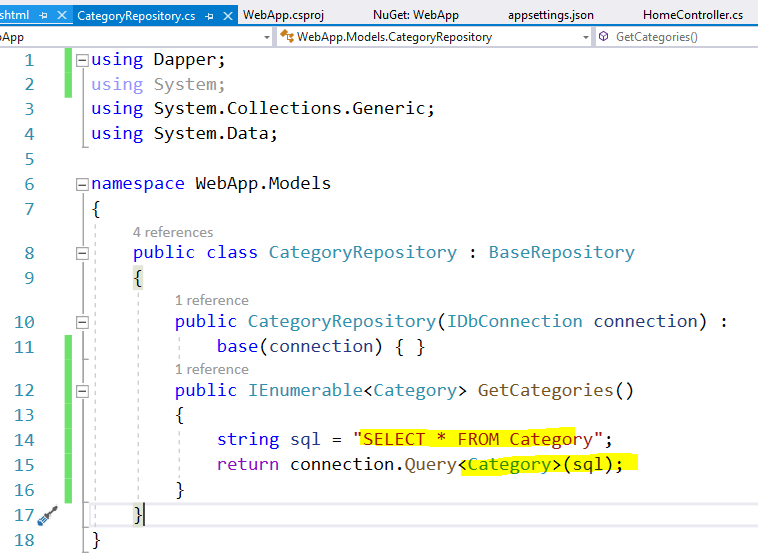 shtml CategoryRepository.cs WebApp.csproj NuGet: WebApp appsettings.json HomeController.cs
oApp WebApp.Models.CategoryRepository GetCategories()
1 using Dapper;
2 using System;
3 using System.Collections.Generic;
4 using System.Data;
5
6 namespace WebApp.Models
7 {
4 references
8 public class CategoryRepository : BaseRepository
9 {
1 reference
10 public CategoryRepository(IDbConnection connection) :
11 base(connection) { }
1 reference
12 public IEnumerable<Category> GetCategories()
13 {
14 string sql = "SELECT * FROM Category";
15 return connection.Query<Category>(sql);
16 }
17 }
18 }